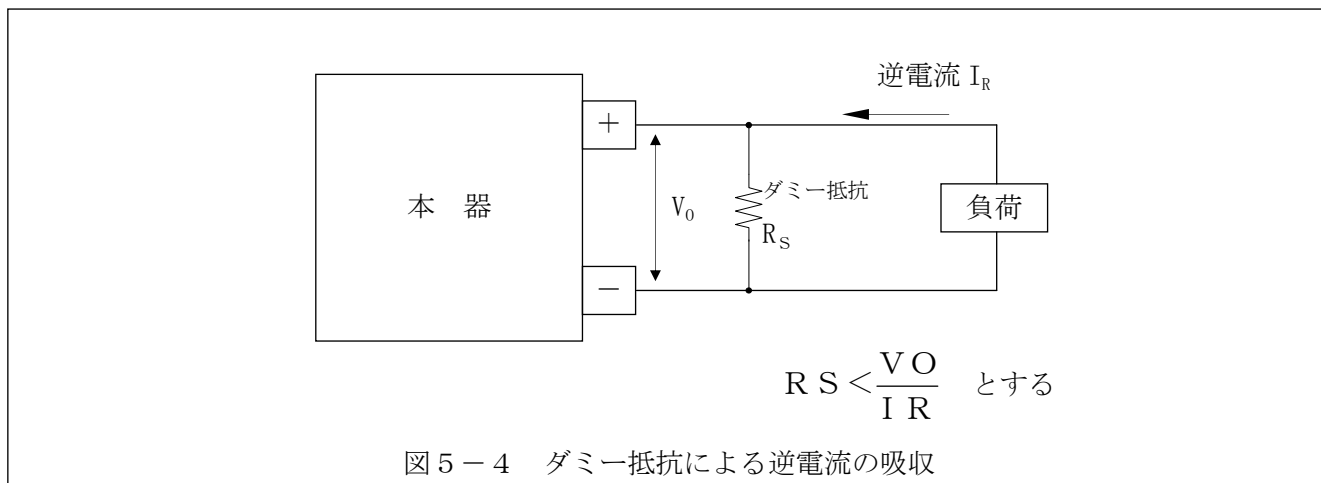 逆電流 I_R
＋
本 器
V_0
ダミー抵抗
R_S
負荷
－
ＲＳ＜ＶＯ/ＩＲ とする
図５－４ ダミー抵抗による逆電流の吸収